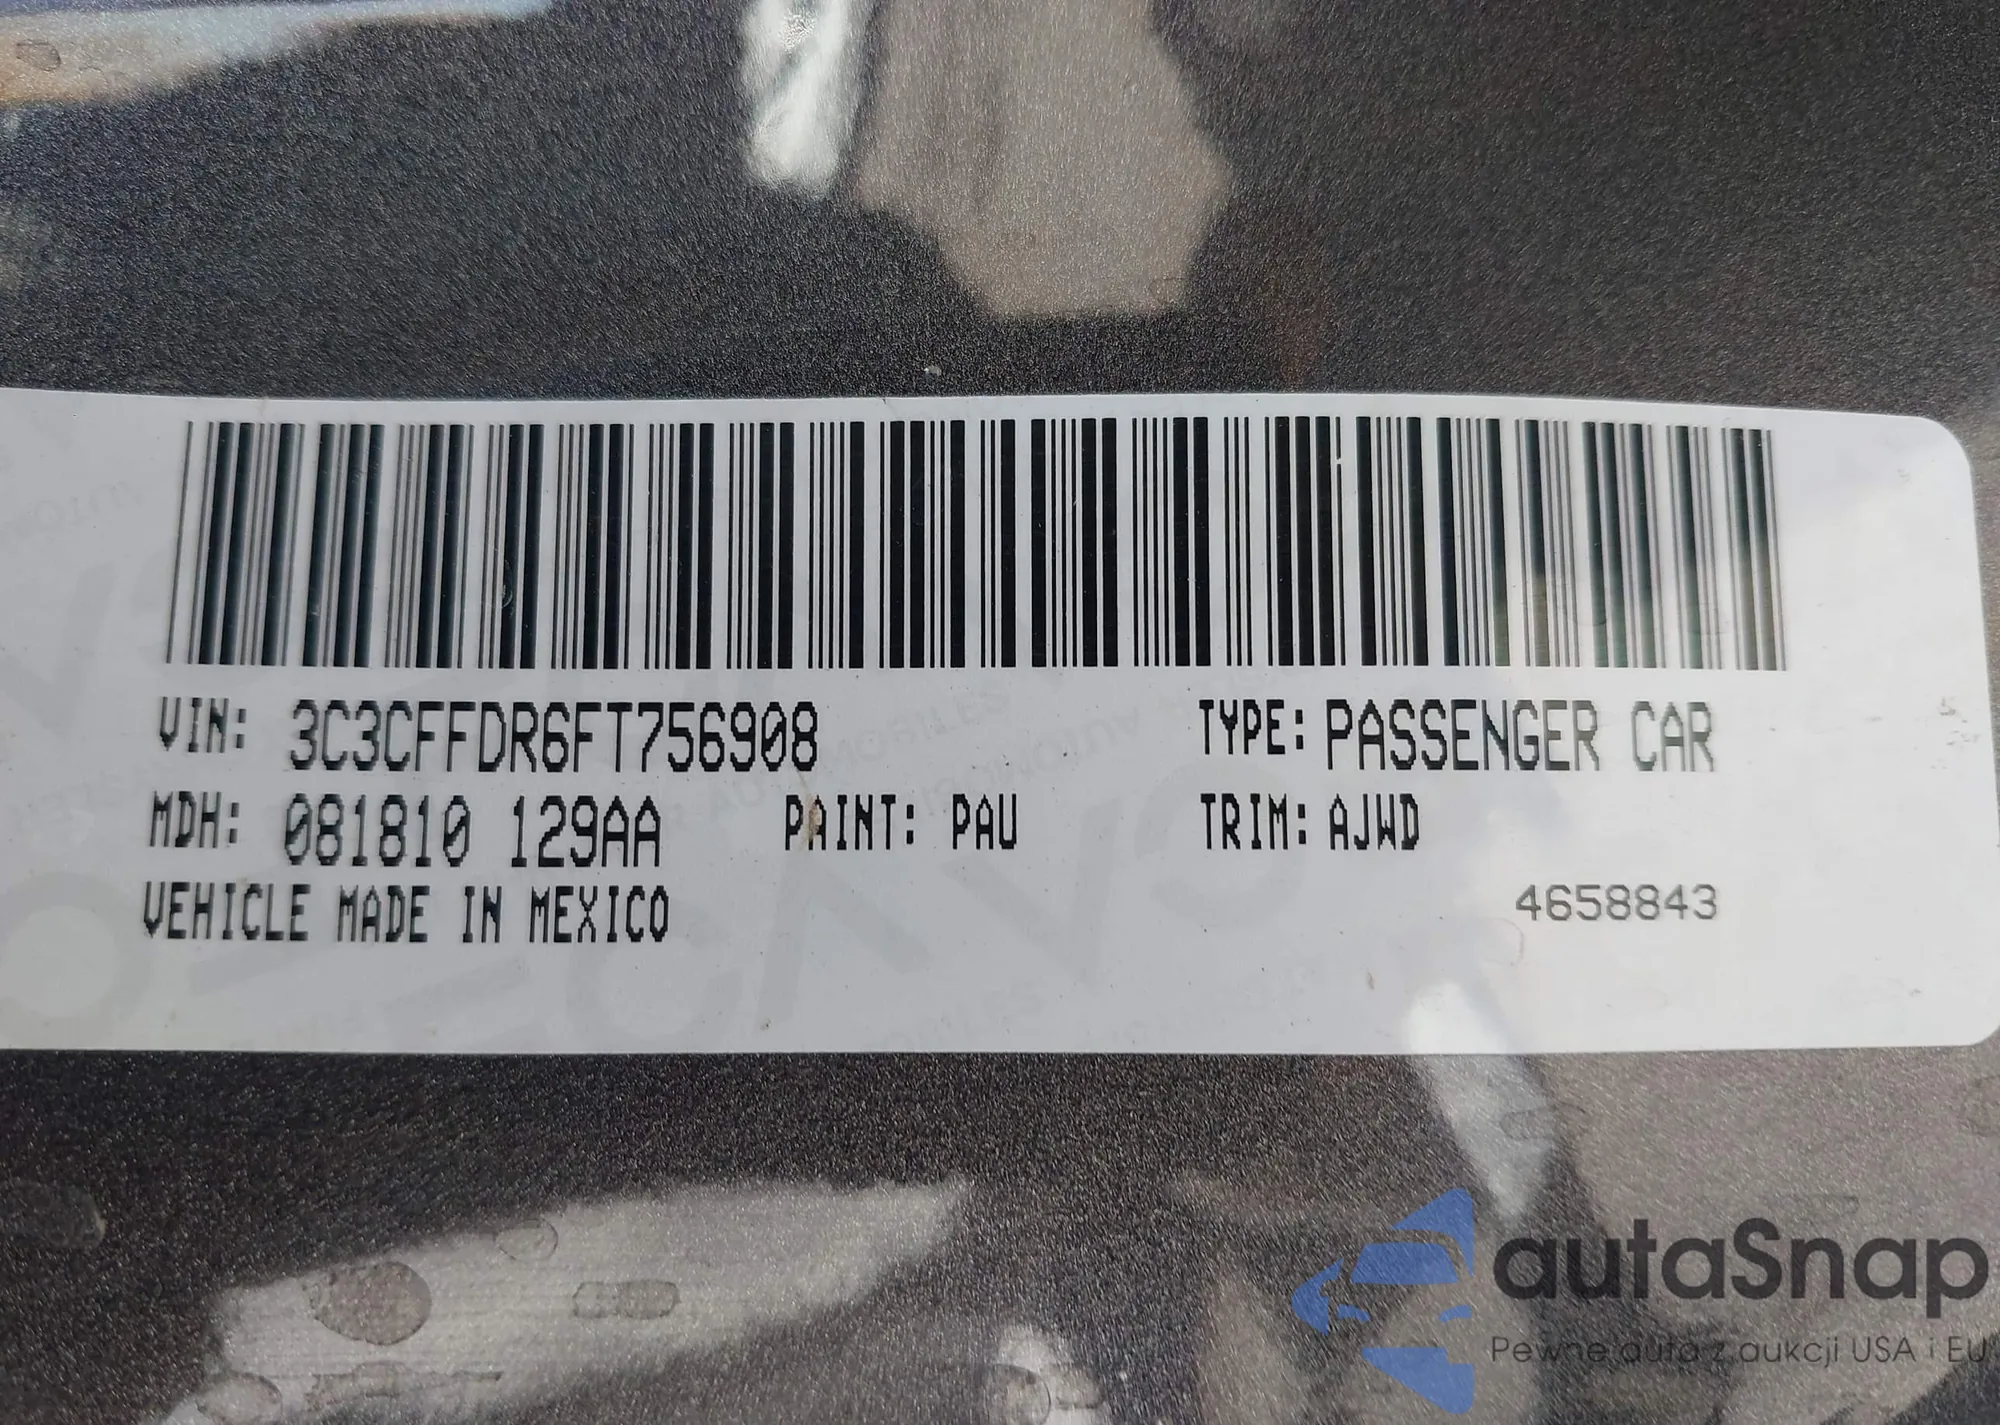 VIN: 3C3CFFDR6FT756908 TYPE: PASSENGER CAR
MDH: 081810 129AA PAINT: PAU TRIM: AJWD
VEHICLE MADE IN MEXICO 4658843
autaSnap
Pewne auta z aukcji USA i EU